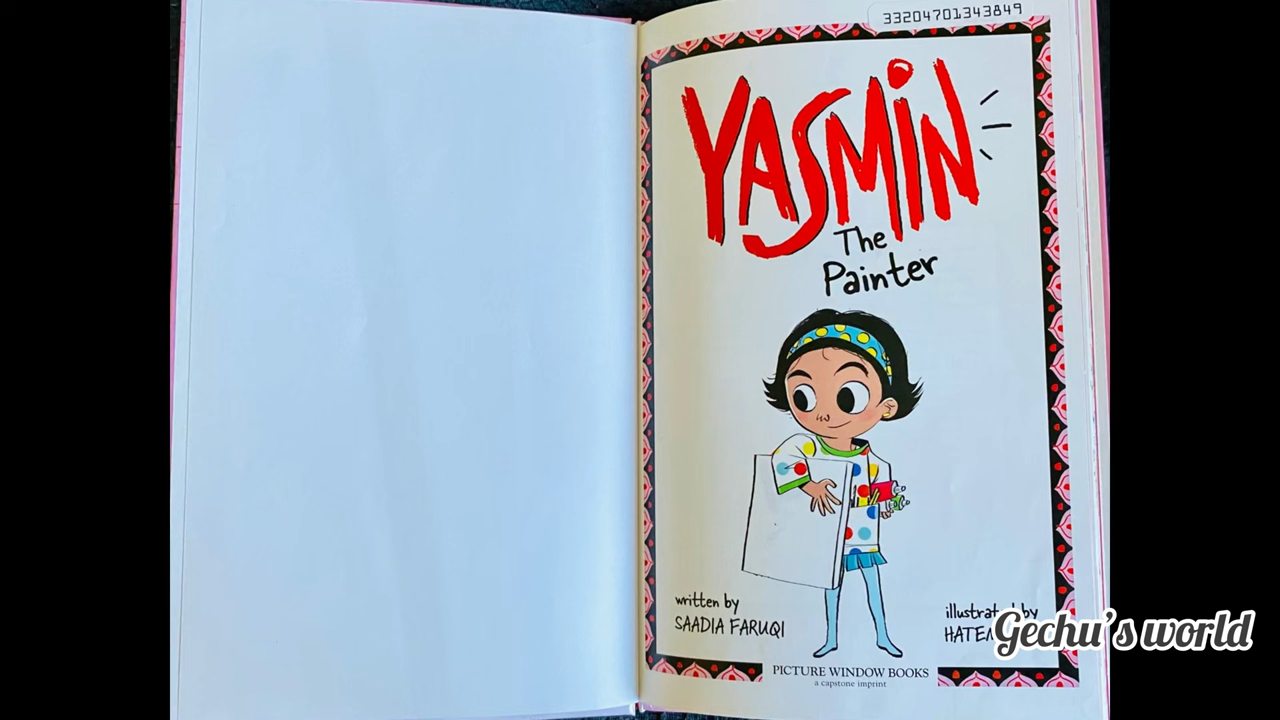 33204701343849
YASMIN
The
Painter
written by
SAADIA FARUQI
illustrated by
Gechu's world
PICTURE WINDOW BOOKS
a capstone imprint